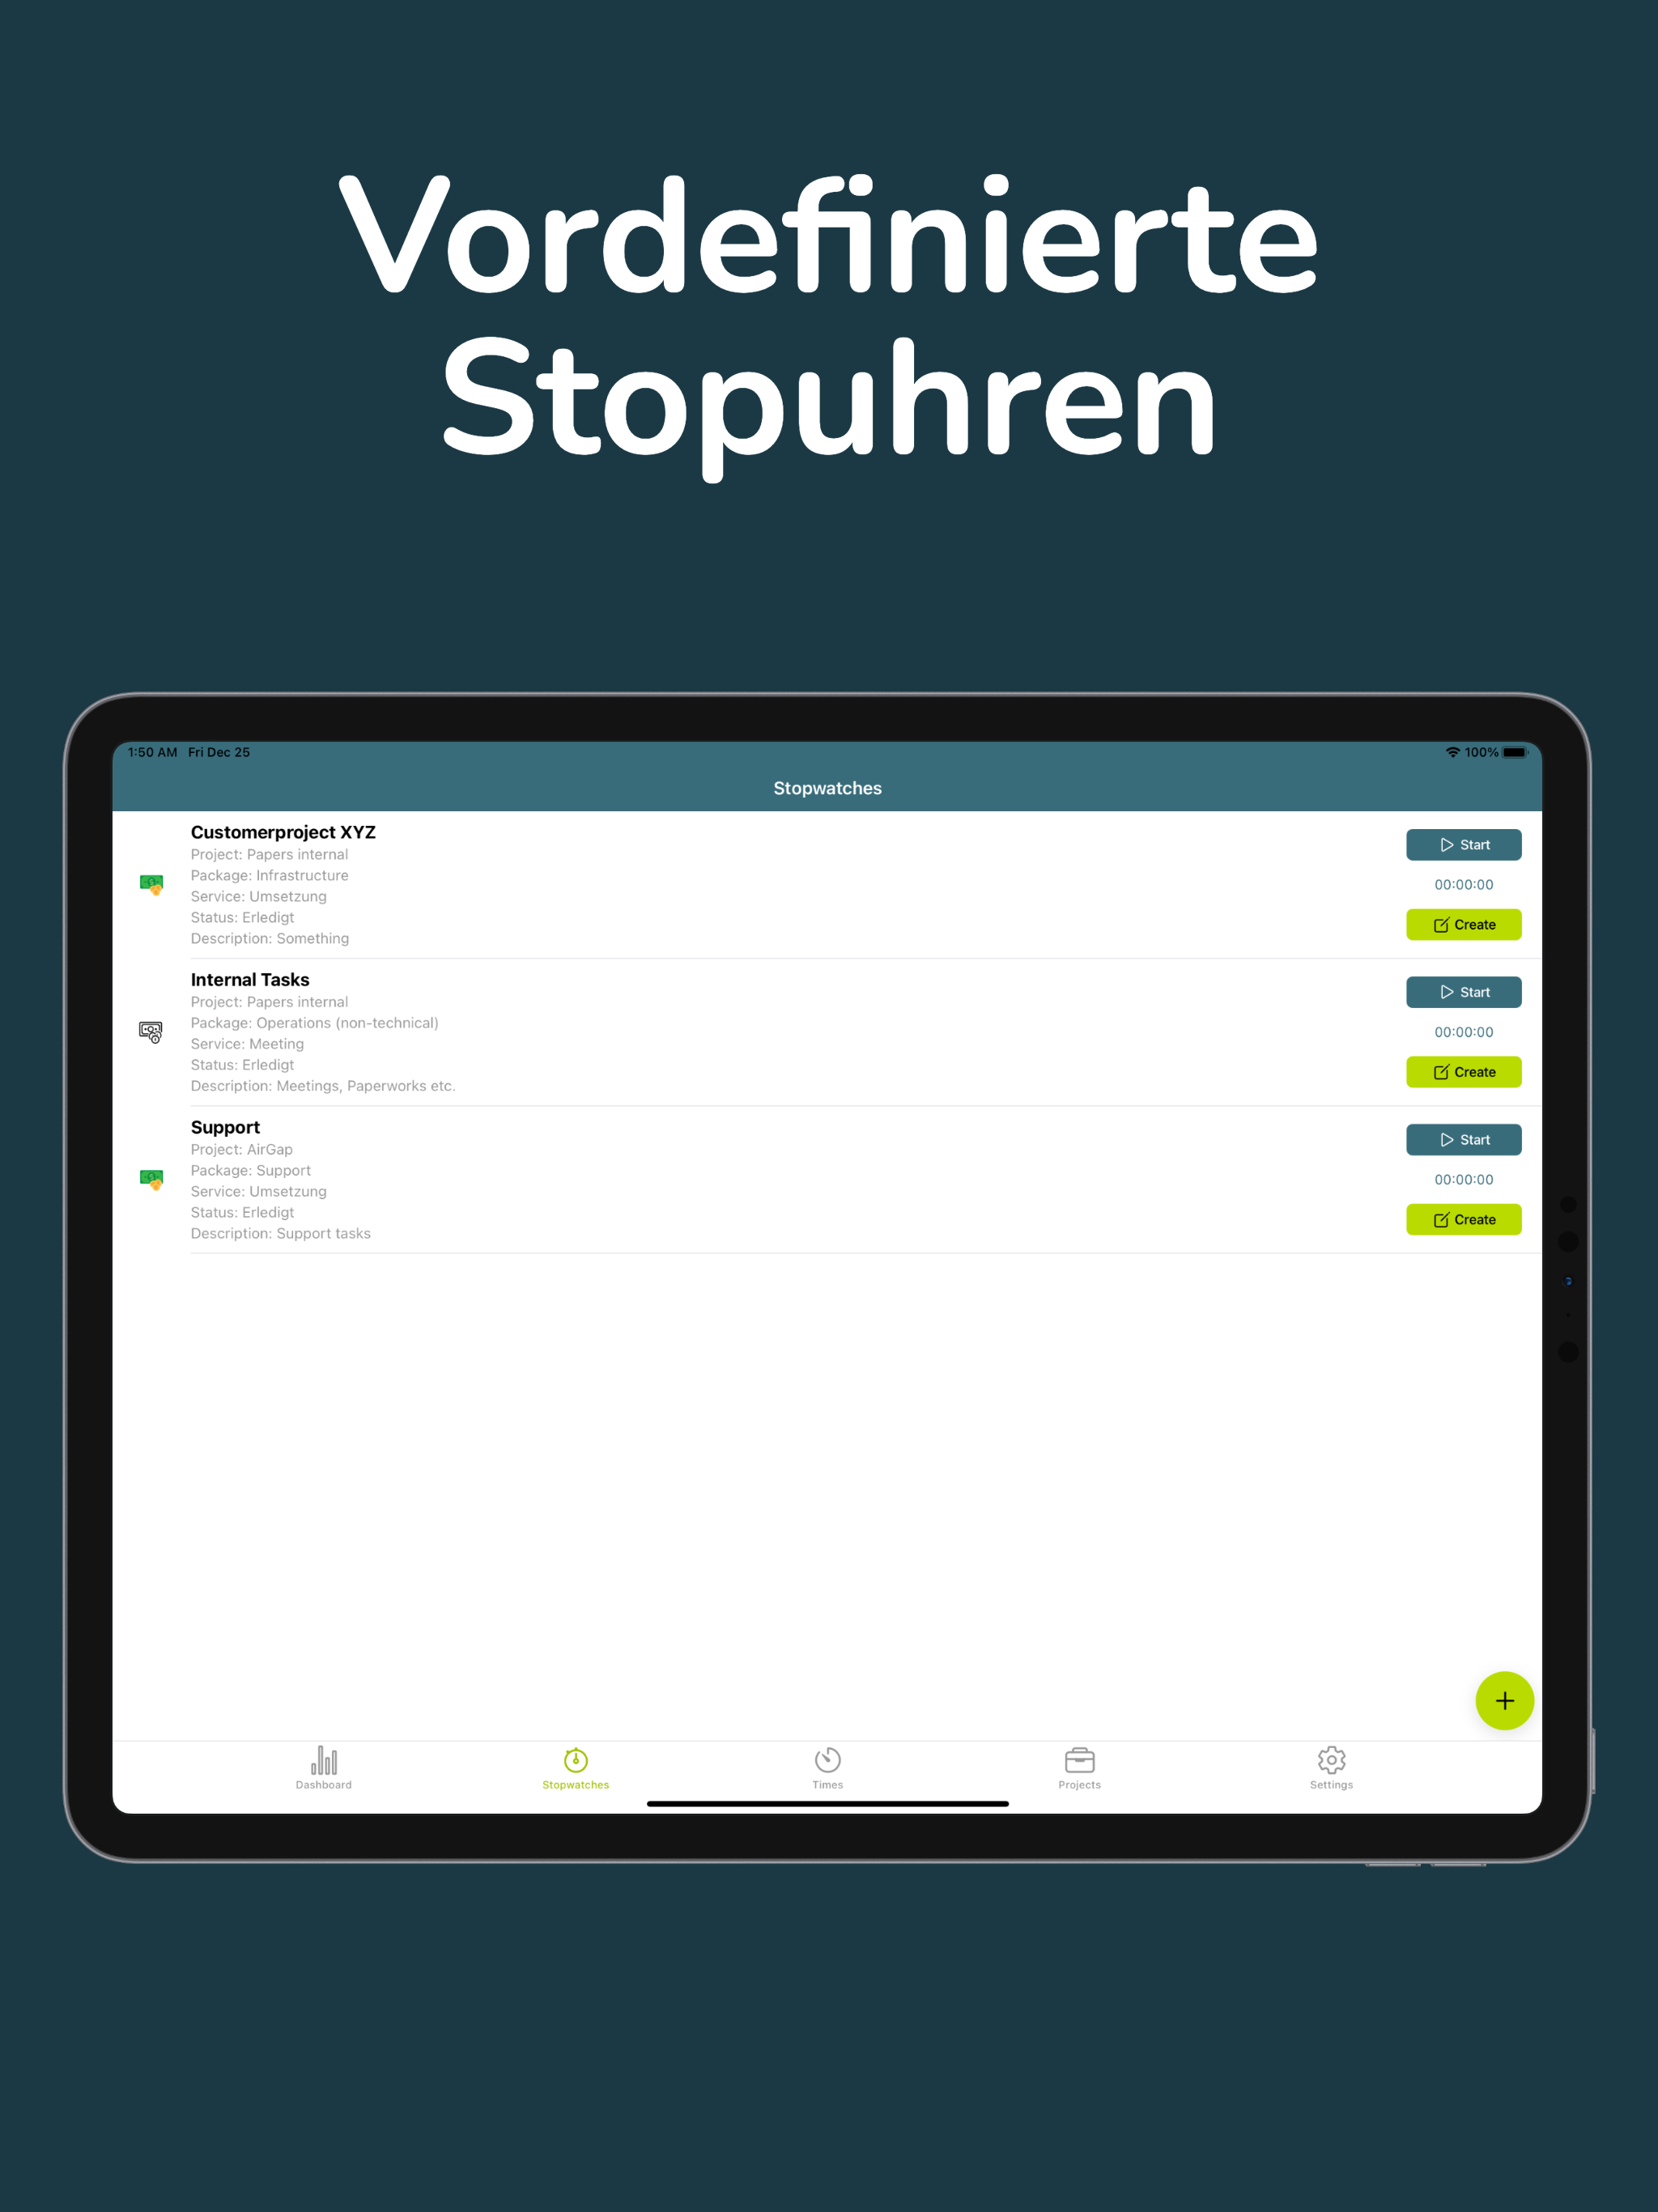 Vordefinierte
Stopuhren
1:50 AM Fri Dec 25
100%
Stopwatches
Customerproject XYZ
Project: Papers internal
Package: Infrastructure
Service: Umsetzung
Status: Erledigt
Description: Something
Start
00:00:00
Create
Internal Tasks
Project: Papers internal
Package: Operations (non-technical)
Service: Meeting
Status: Erledigt
Description: Meetings, Paperworks etc.
Start
00:00:00
Create
Support
Project: AirGap
Package: Support
Service: Umsetzung
Status: Erledigt
Description: Support tasks
Start
00:00:00
Create
Dashboard
Stopwatches
Times
Projects
Settings